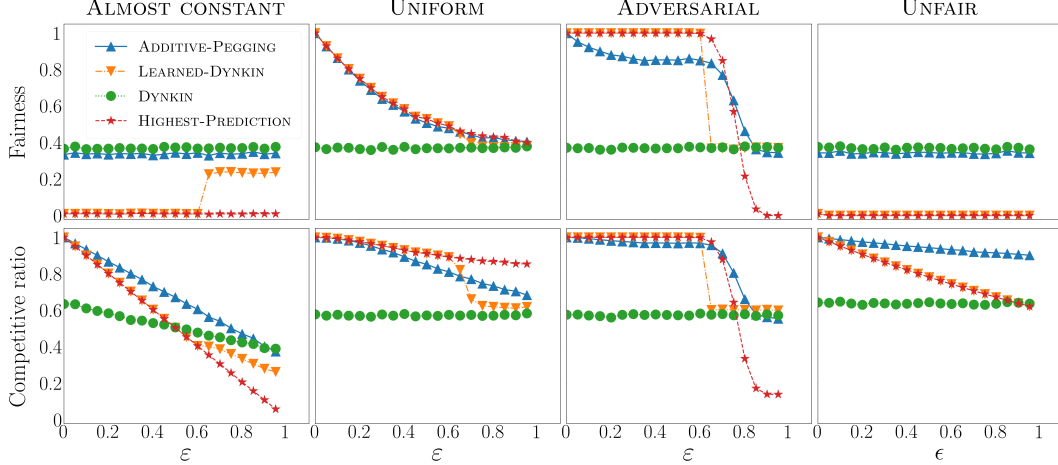 Almost constant Uniform Adversarial Unfair
Fairness
1
0.8
0.6
0.4
0.2
0
Additive-Pegging
Learned-Dynkin
Dynkin
Highest-Prediction
Competitive ratio
1
0.8
0.6
0.4
0.2
0
0 0.2 0.4 0.6 0.8 1 0 0.2 0.4 0.6 0.8 1 0 0.2 0.4 0.6 0.8 1 0 0.2 0.4 0.6 0.8 1
ε ε ε ϵ